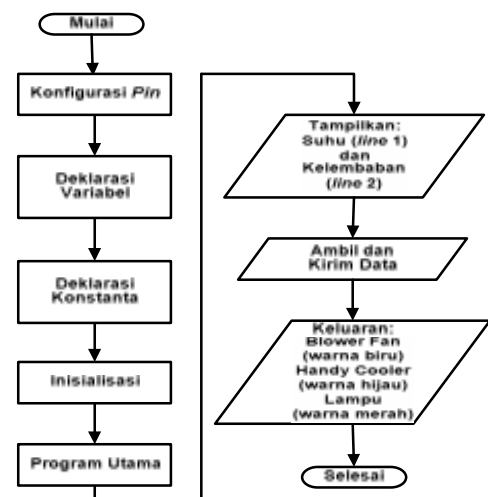 Mulai
Konfigurasi Pin
Deklarasi
Variabel
Deklarasi
Konstanta
Inisialisasi
Program Utama
Tampilkan:
Suhu (line 1)
dan
Kelembaban
(line 2)
Ambil dan
Kirim Data
Keluaran:
Blower Fan
(warna biru)
Handy Cooler
(warna hijau)
Lampu
(warna merah)
Selesai